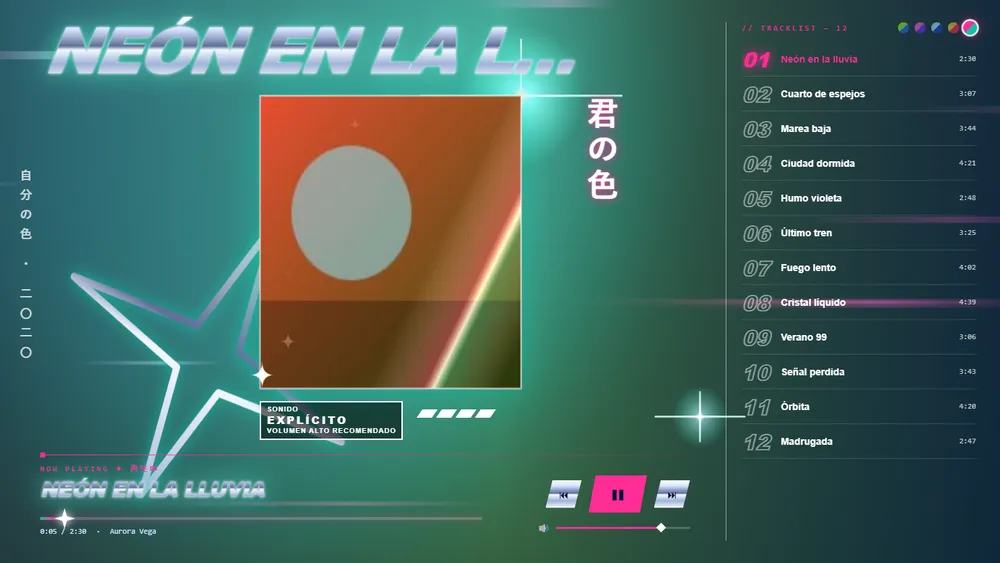 NEÓN EN LA L...
君の色
自分の色・二〇二〇
SONIDO
EXPLÍCITO
VOLUMEN ALTO RECOMENDADO
NOW PLAYING ✦
NEÓN EN LA LLUVIA
0:05 / 2:30 - Aurora Vega
// TRACKLIST — 12
01 Neón en la lluvia 2:30
02 Cuarto de espejos 3:07
03 Marea baja 3:44
04 Ciudad dormida 4:21
05 Humo violeta 2:48
06 Último tren 3:25
07 Fuego lento 4:02
08 Cristal líquido 4:39
09 Verano 99 3:06
10 Señal perdida 3:43
11 Órbita 4:20
12 Madrugada 2:47